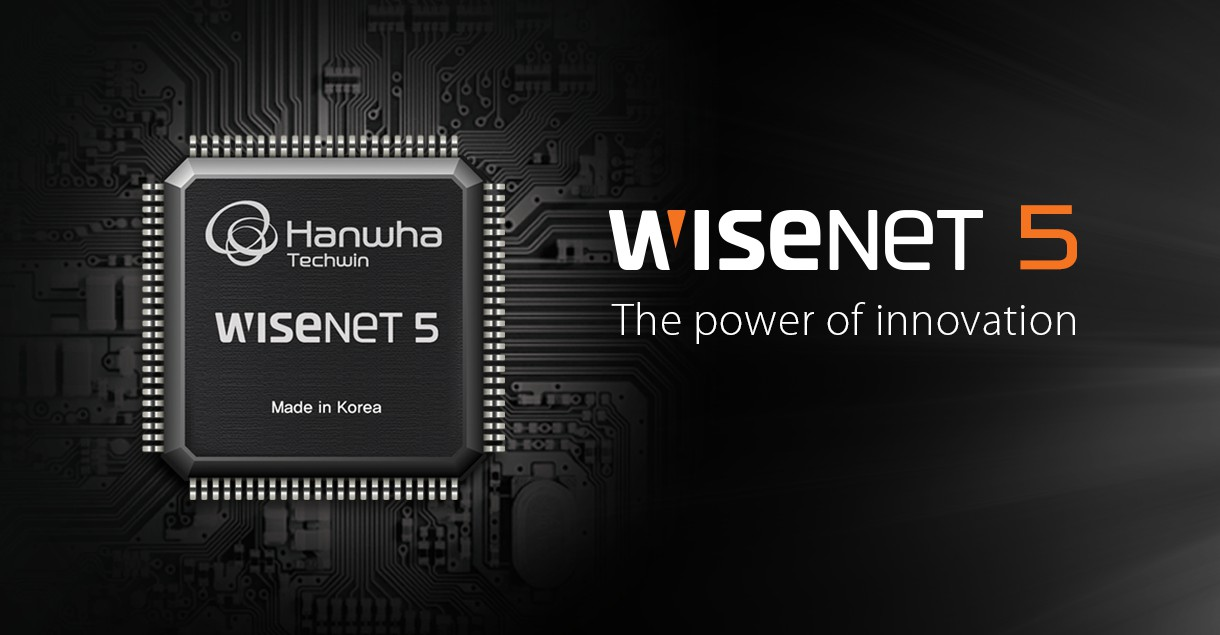 Hanwha
Techwin
WISENET 5
Made in Korea
WISENET 5
The power of innovation